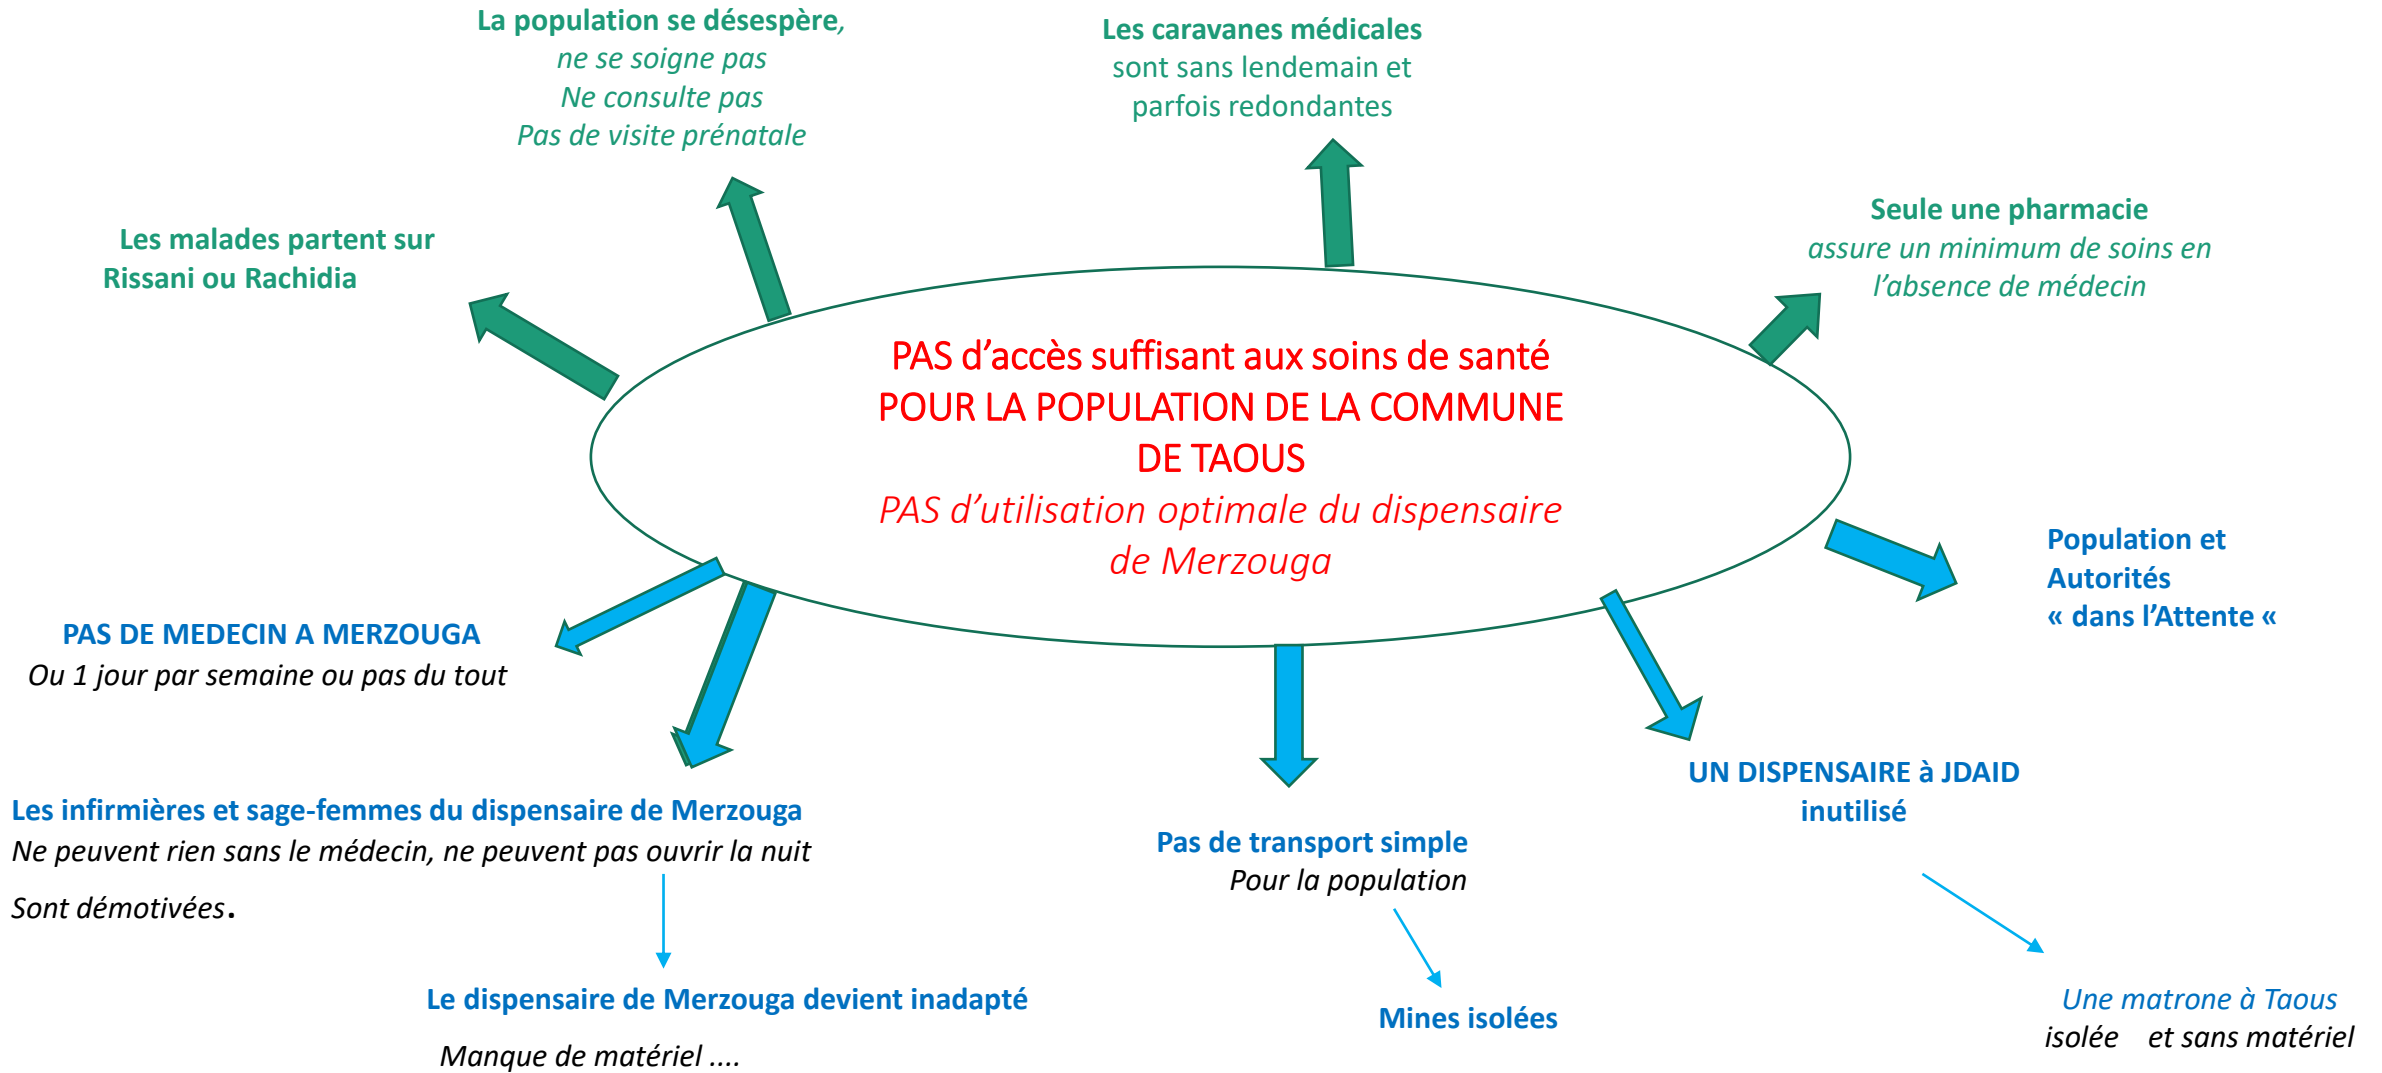 La population se désespère,
ne se soigne pas
Ne consulte pas
Pas de visite prénatale
Les caravanes médicales
sont sans lendemain et
parfois redondantes
Seule une pharmacie
assure un minimum de soins en
l’absence de médecin
Les malades partent sur
Rissani ou Rachidia
PAS d’accès suffisant aux soins de santé
POUR LA POPULATION DE LA COMMUNE
DE TAOUS
PAS d’utilisation optimale du dispensaire
de Merzouga
Population et
Autorités
« dans l’Attente «
PAS DE MEDECIN A MERZOUGA
Ou 1 jour par semaine ou pas du tout
Les infirmières et sage-femmes du dispensaire de Merzouga
Ne peuvent rien sans le médecin, ne peuvent pas ouvrir la nuit
Sont démotivées.
Le dispensaire de Merzouga devient inadapté
Manque de matériel ....
Pas de transport simple
Pour la population
Mines isolées
UN DISPENSAIRE à JDAID
inutilisé
Une matrone à Taous
isolée et sans matériel